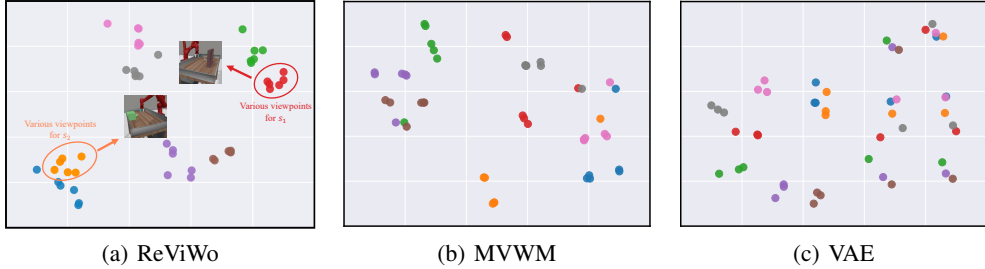 Various viewpoints
for s₁
Various viewpoints
for s₂
(a) ReViWo
(b) MVWM
(c) VAE